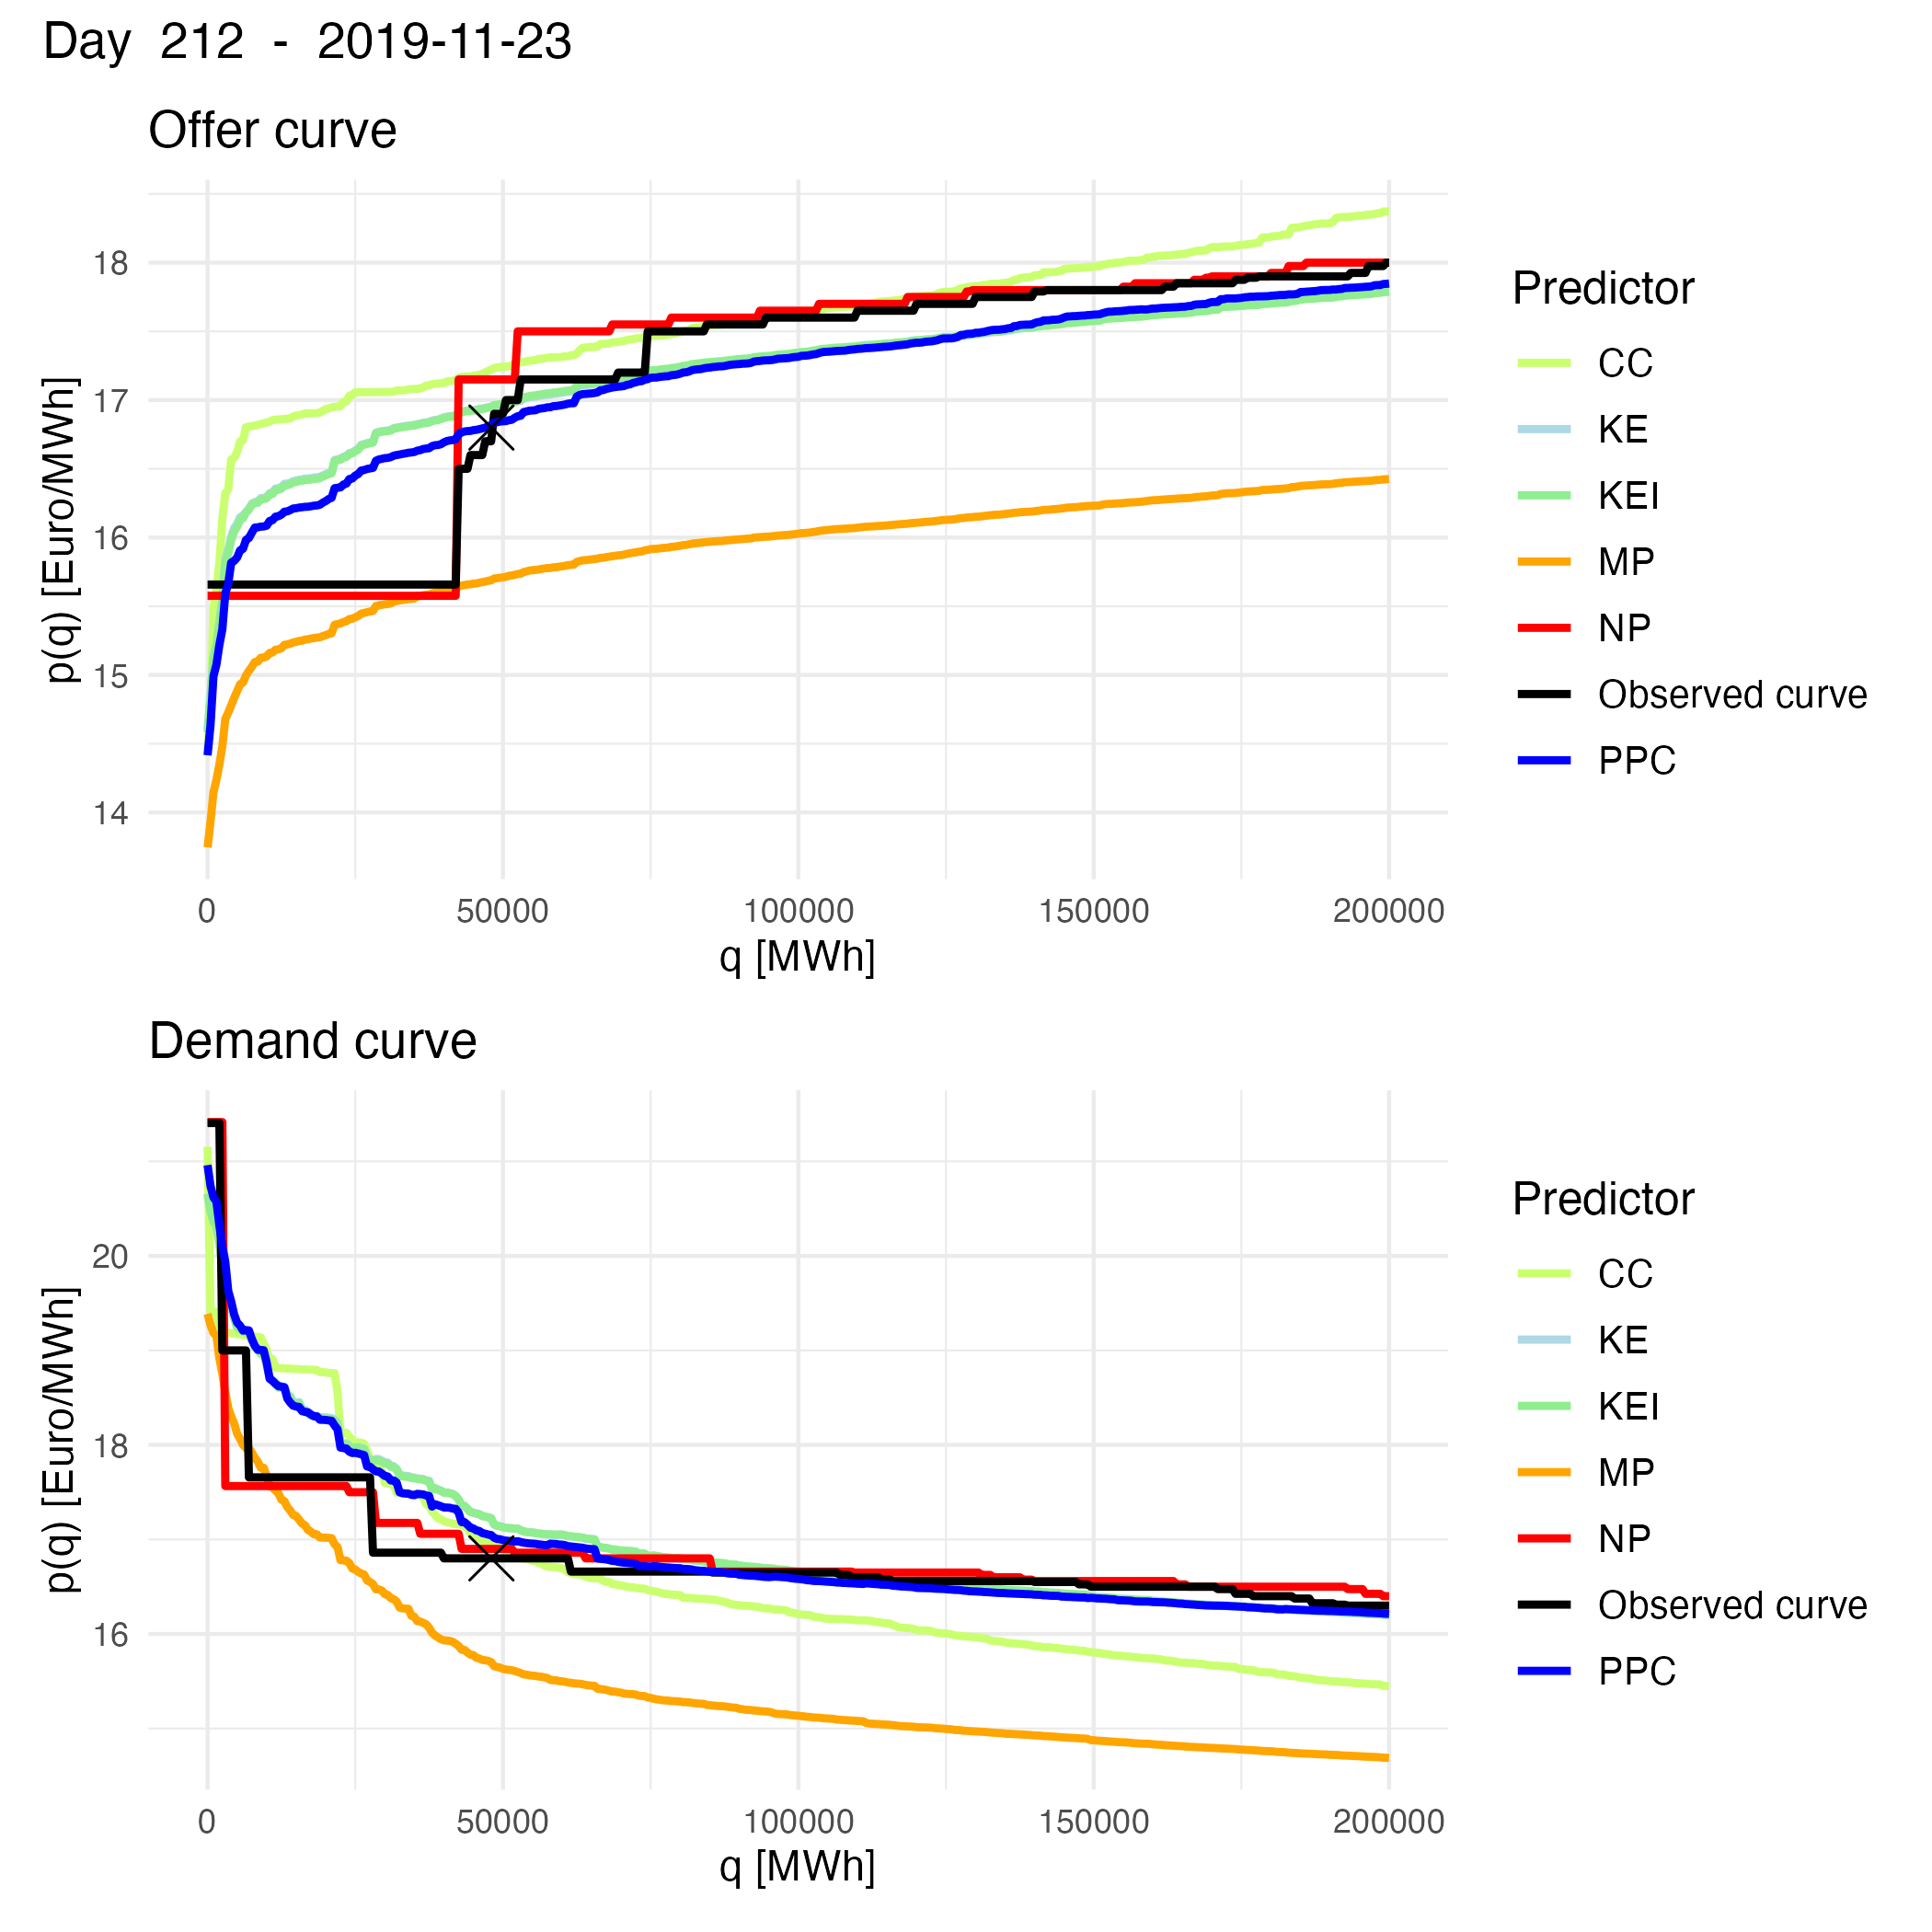 Day 212 - 2019-11-23
Offer curve
p(q) [Euro/MWh]
18
17
16
15
14
0 50000 100000 150000 200000
q [MWh]
Predictor
CC
KE
KEI
MP
NP
Observed curve
PPC
Demand curve
p(q) [Euro/MWh]
20
18
16
0 50000 100000 150000 200000
q [MWh]
Predictor
CC
KE
KEI
MP
NP
Observed curve
PPC